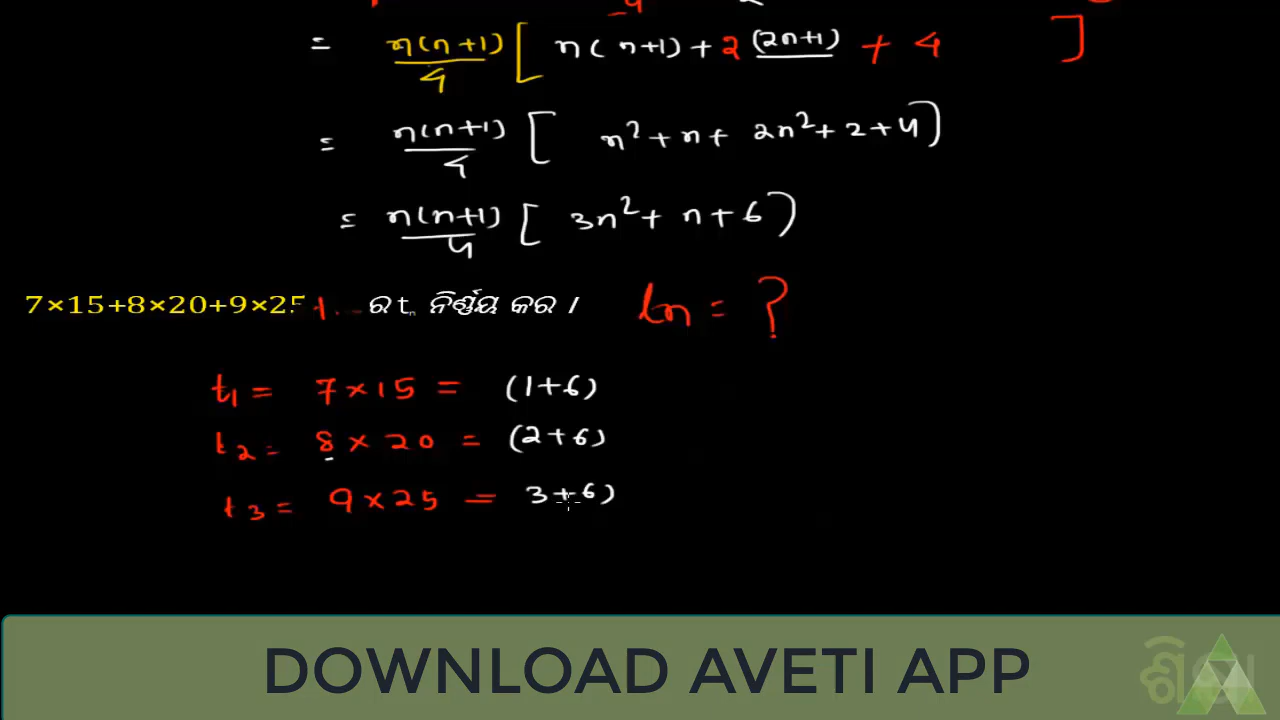 = n(n+1)/4 [ n(n+1) + 2 (2n+1) + 4 ]
= n(n+1)/4 [ n² + n + 2n² + 2 + 4 )
= n(n+1)/4 [ 3n² + n + 6 )
7×15+8×20+9×25 + ... ର tₙ ନିର୍ଣ୍ଣୟ କର । tn = ?
t₁ = 7 × 15 = (1+6)
t₂ = 8 × 20 = (2+6)
t₃ = 9 × 25 = 3+6)
DOWNLOAD AVETI APP